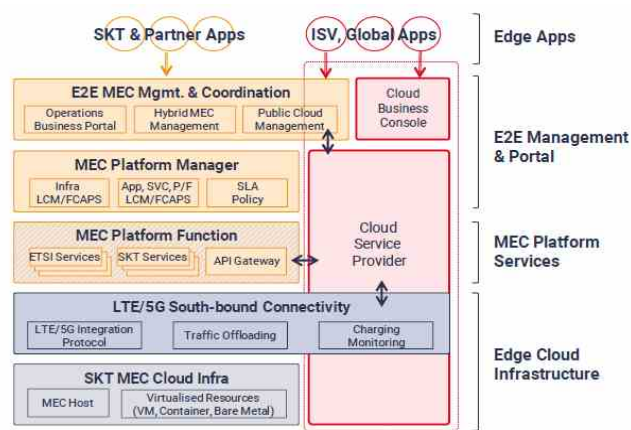 SKT & Partner Apps
ISV, Global Apps
Edge Apps
E2E MEC Mgmt. & Coordination
Operations
Business Portal
Hybrid MEC
Management
Public Cloud
Management
Cloud
Business
Console
E2E Management
& Portal
MEC Platform Manager
Infra
LCM/FCAPS
App, SVC, P/F
LCM/FCAPS
SLA
Policy
MEC Platform Function
ETSI Services
SKT Services
API Gateway
Cloud
Service
Provider
MEC Platform
Services
LTE/5G South-bound Connectivity
LTE/5G Integration
Protocol
Traffic Offloading
Charging
Monitoring
Edge Cloud
Infrastructure
SKT MEC Cloud Infra
MEC Host
Virtualised Resources
(VM, Container, Bare Metal)